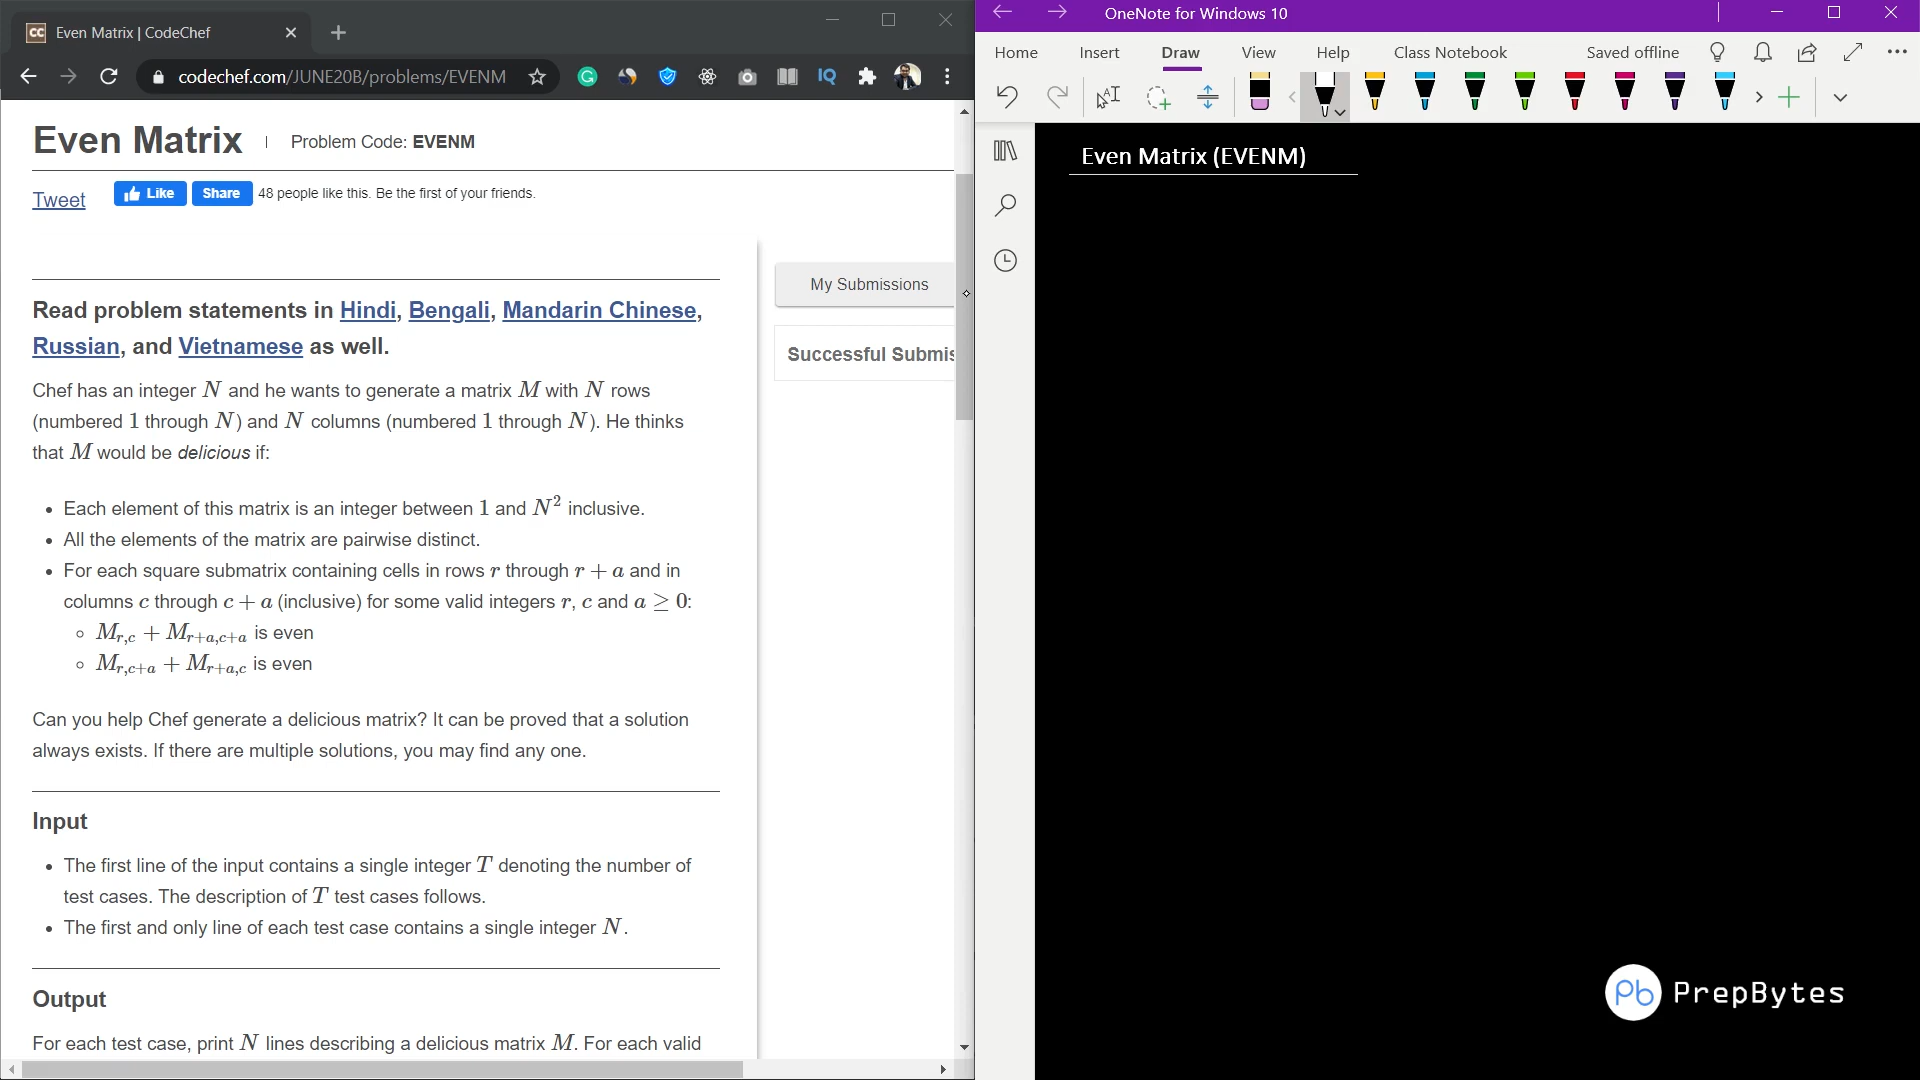 Even Matrix | CodeChef
codechef.com/JUNE20B/problems/EVENM
Even Matrix | Problem Code: EVENM
Tweet Like Share 48 people like this. Be the first of your friends.
My Submissions
Successful Submis
Read problem statements in Hindi, Bengali, Mandarin Chinese,
Russian, and Vietnamese as well.
Chef has an integer N and he wants to generate a matrix M with N rows
(numbered 1 through N) and N columns (numbered 1 through N). He thinks
that M would be delicious if:
• Each element of this matrix is an integer between 1 and N² inclusive.
• All the elements of the matrix are pairwise distinct.
• For each square submatrix containing cells in rows r through r + a and in
columns c through c + a (inclusive) for some valid integers r, c and a ≥ 0:
◦ M_{r,c} + M_{r+a,c+a} is even
◦ M_{r,c+a} + M_{r+a,c} is even
Can you help Chef generate a delicious matrix? It can be proved that a solution
always exists. If there are multiple solutions, you may find any one.
Input
• The first line of the input contains a single integer T denoting the number of
test cases. The description of T test cases follows.
• The first and only line of each test case contains a single integer N.
Output
For each test case, print N lines describing a delicious matrix M. For each valid
OneNote for Windows 10
Home Insert Draw View Help Class Notebook Saved offline
Even Matrix (EVENM)
Pb PrepBytes